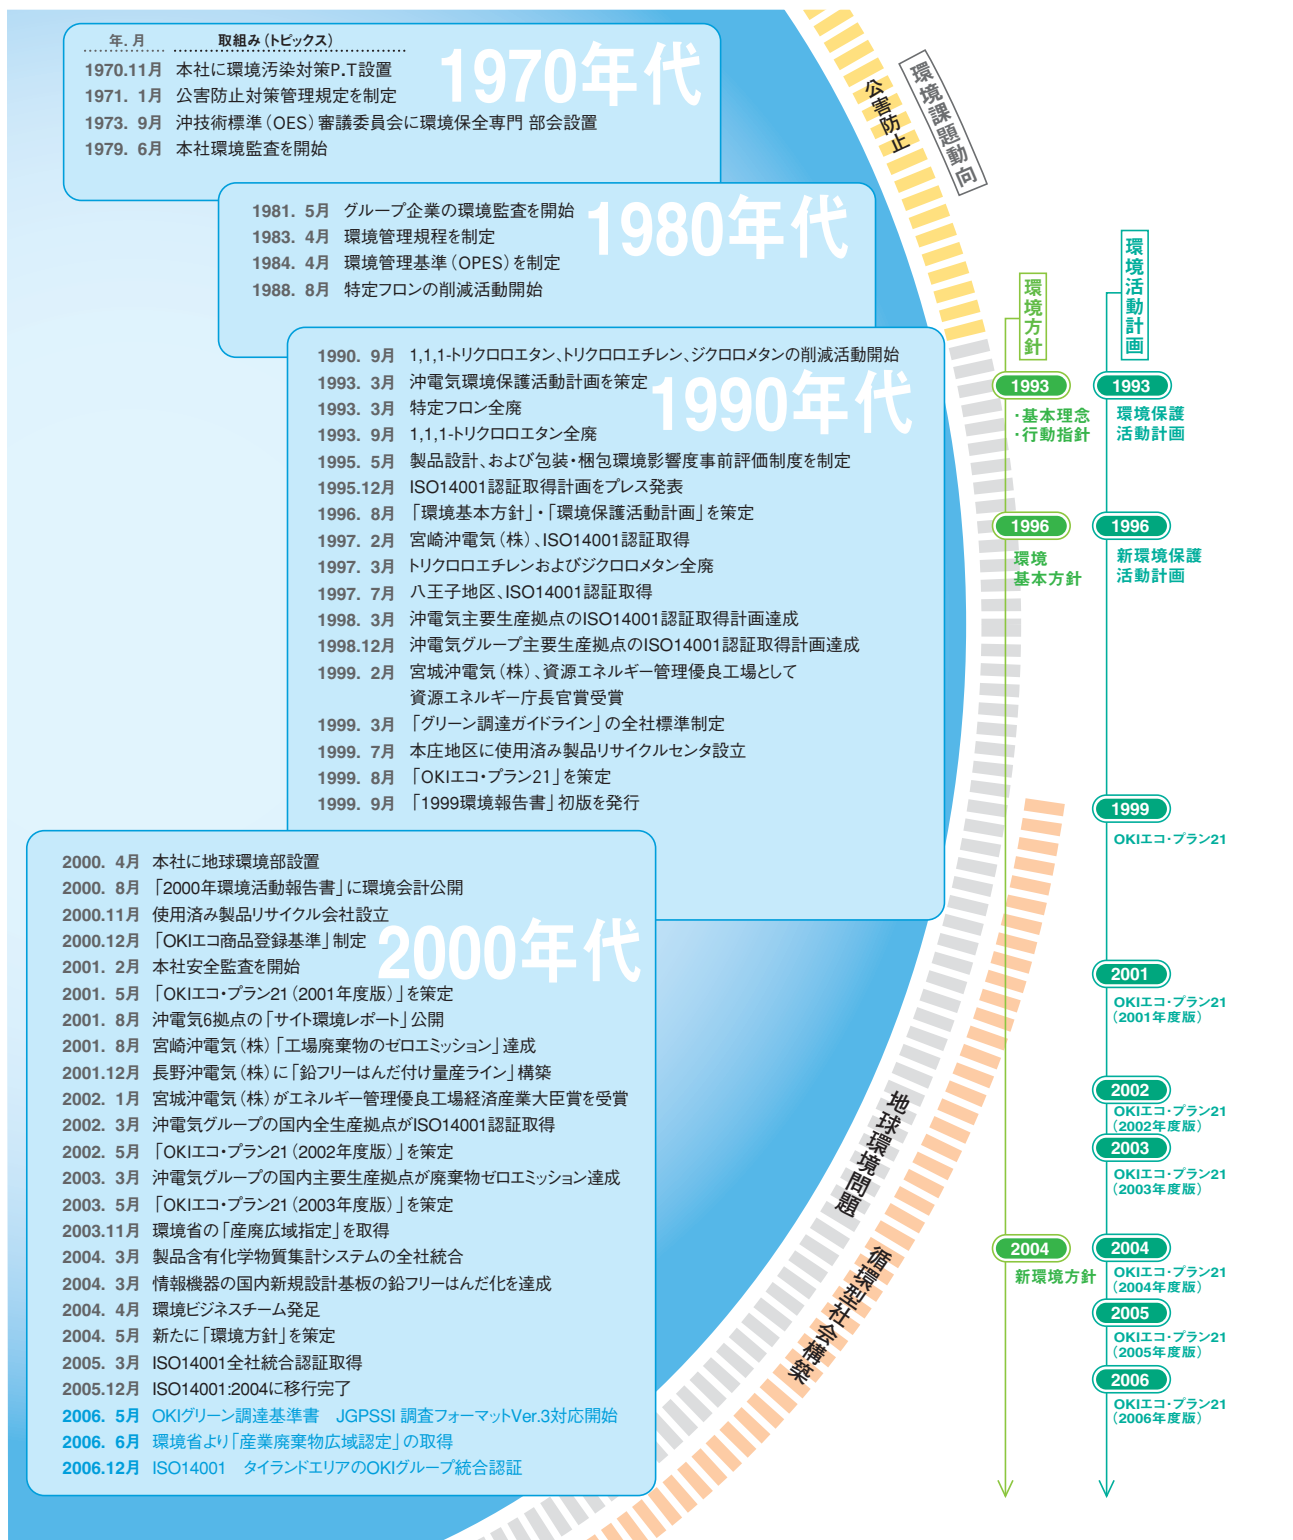 年. 月 取組み（トピックス）
1970年代
1970.11月 本社に環境汚染対策P.T設置
1971. 1月 公害防止対策管理規定を制定
1973. 9月 沖技術標準（OES）審議委員会に環境保全専門 部会設置
1979. 6月 本社環境監査を開始
1980年代
1981. 5月 グループ企業の環境監査を開始
1983. 4月 環境管理規程を制定
1984. 4月 環境管理基準（OPES）を制定
1988. 8月 特定フロンの削減活動開始
1990年代
1990. 9月 1,1,1-トリクロロエタン、トリクロロエチレン、ジクロロメタンの削減活動開始
1993. 3月 沖電気環境保護活動計画を策定
1993. 3月 特定フロン全廃
1993. 9月 1,1,1-トリクロロエタン全廃
1995. 5月 製品設計、および包装・梱包環境影響度事前評価制度を制定
1995.12月 ISO14001認証取得計画をプレス発表
1996. 8月 「環境基本方針」・「環境保護活動計画」を策定
1997. 2月 宮崎沖電気（株）、ISO14001認証取得
1997. 3月 トリクロロエチレンおよびジクロロメタン全廃
1997. 7月 八王子地区、ISO14001認証取得
1998. 3月 沖電気主要生産拠点のISO14001認証取得計画達成
1998.12月 沖電気グループ主要生産拠点のISO14001認証取得計画達成
1999. 2月 宮城沖電気（株）、資源エネルギー管理優良工場として
資源エネルギー庁長官賞受賞
1999. 3月 「グリーン調達ガイドライン」の全社標準制定
1999. 7月 本庄地区に使用済み製品リサイクルセンタ設立
1999. 8月 「OKIエコ・プラン21」を策定
1999. 9月 「1999環境報告書」初版を発行
2000年代
2000. 4月 本社に地球環境部設置
2000. 8月 「2000年環境活動報告書」に環境会計公開
2000.11月 使用済み製品リサイクル会社設立
2000.12月 「OKIエコ商品登録基準」制定
2001. 2月 本社安全監査を開始
2001. 5月 「OKIエコ・プラン21（2001年度版）」を策定
2001. 8月 沖電気6拠点の「サイト環境レポート」公開
2001. 8月 宮崎沖電気（株）「工場廃棄物のゼロエミッション」達成
2001.12月 長野沖電気（株）に「鉛フリーはんだ付け量産ライン」構築
2002. 1月 宮城沖電気（株）がエネルギー管理優良工場経済産業大臣賞を受賞
2002. 3月 沖電気グループの国内全生産拠点がISO14001認証取得
2002. 5月 「OKIエコ・プラン21（2002年度版）」を策定
2003. 3月 沖電気グループの国内主要生産拠点が廃棄物ゼロエミッション達成
2003. 5月 「OKIエコ・プラン21（2003年度版）」を策定
2003.11月 環境省の「産廃広域指定」を取得
2004. 3月 製品含有化学物質集計システムの全社統合
2004. 3月 情報機器の国内新規設計基板の鉛フリーはんだ化を達成
2004. 4月 環境ビジネスチーム発足
2004. 5月 新たに「環境方針」を策定
2005. 3月 ISO14001全社統合認証取得
2005.12月 ISO14001:2004に移行完了
2006. 5月 OKIグリーン調達基準書 JGPSSI 調査フォーマットVer.3対応開始
2006. 6月 環境省より「産業廃棄物広域認定」の取得
2006.12月 ISO14001 タイランドエリアのOKIグループ統合認証
環境課題動向
公害防止
地球環境問題
循環型社会構築
環境方針
1993
・基本理念
・行動指針
1996
環境
基本方針
2004
新環境方針
環境活動計画
1993
環境保護
活動計画
1996
新環境保護
活動計画
1999
OKIエコ・プラン21
2001
OKIエコ・プラン21
（2001年度版）
2002
OKIエコ・プラン21
（2002年度版）
2003
OKIエコ・プラン21
（2003年度版）
2004
OKIエコ・プラン21
（2004年度版）
2005
OKIエコ・プラン21
（2005年度版）
2006
OKIエコ・プラン21
（2006年度版）